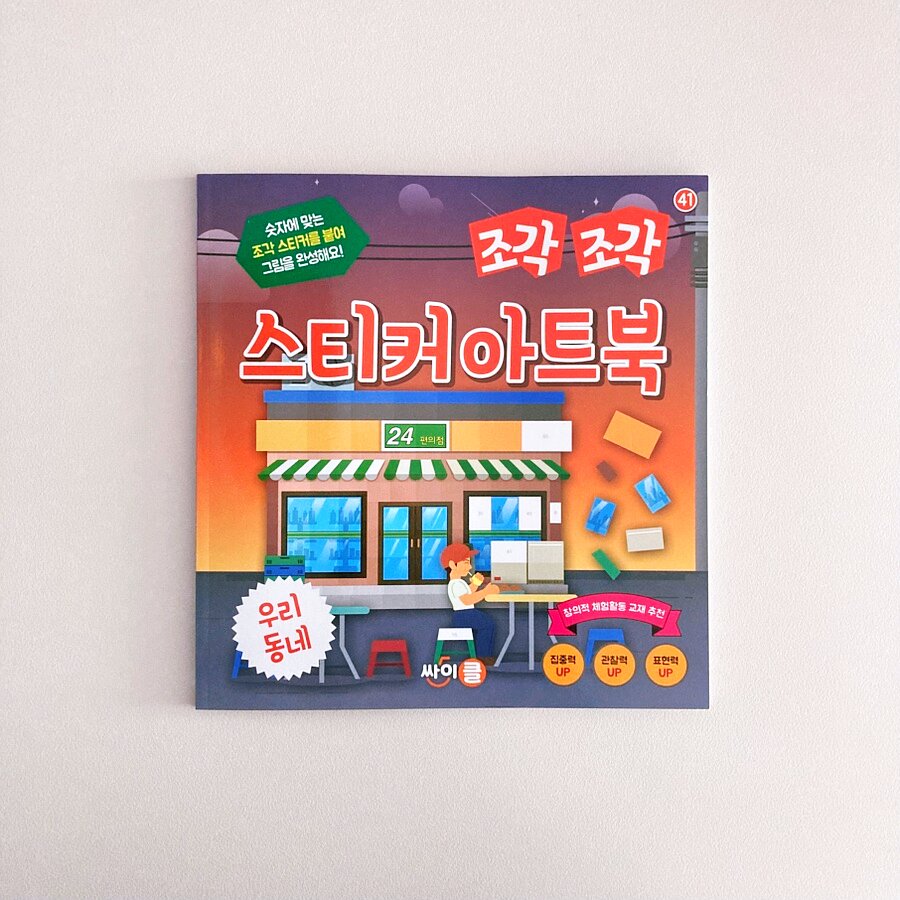 숫자에 맞는
조각 스티커를 붙여
그림을 완성해요!
41
조각 조각
스티커 아트북
24 편의점
우리
동네
싸이클
창의적 체험활동 교재 추천
집중력
UP
관찰력
UP
표현력
UP